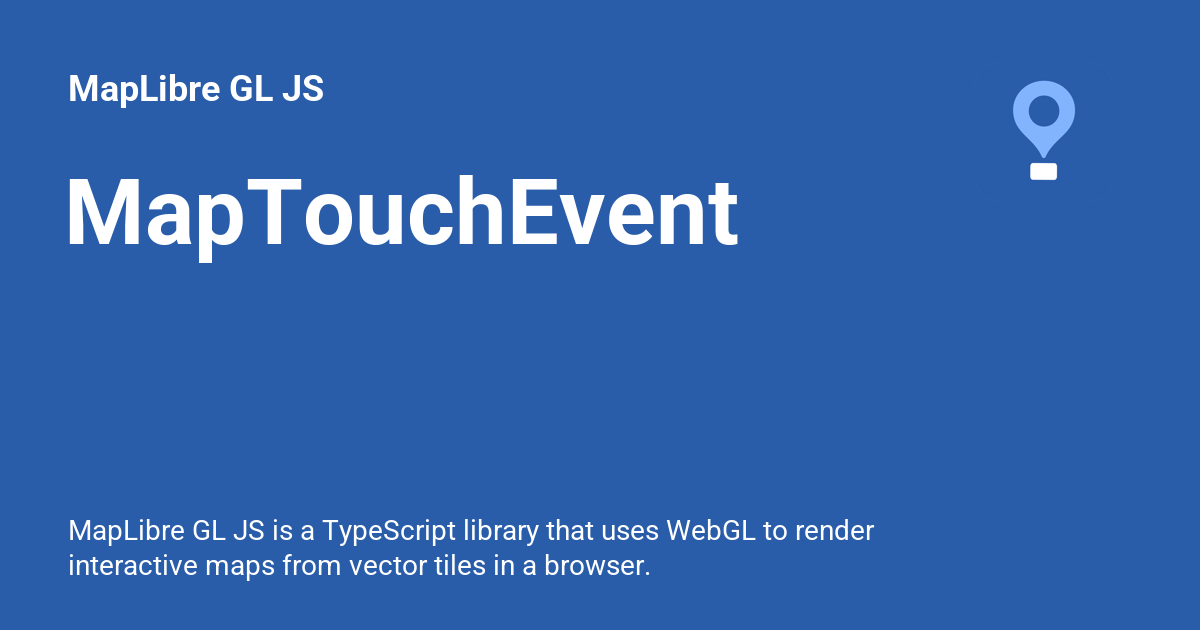 MapLibre GL JS
MapTouchEvent
MapLibre GL JS is a TypeScript library that uses WebGL to render
interactive maps from vector tiles in a browser.